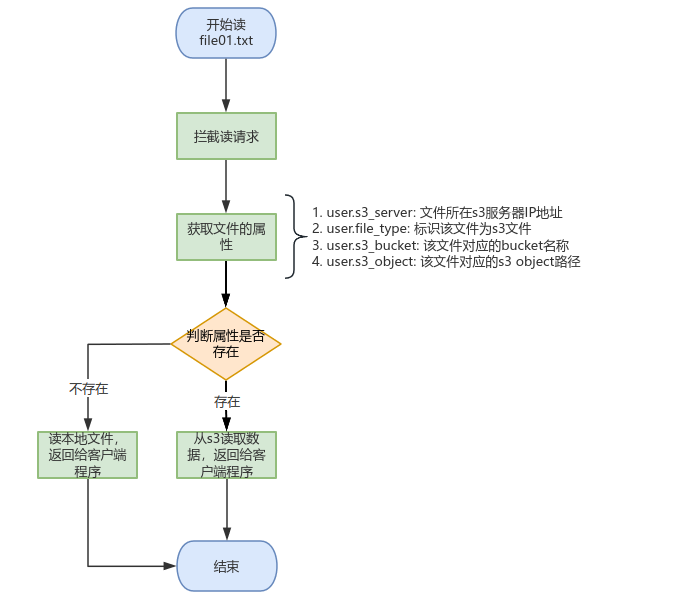 开始读
file01.txt
拦截读请求
获取文件的属
性
1. user.s3_server: 文件所在s3服务器IP地址
2. user.file_type: 标识该文件为s3文件
3. user.s3_bucket: 该文件对应的bucket名称
4. user.s3_object: 该文件对应的s3 object路径
判断属性是否
存在
不存在
存在
读本地文件，
返回给客户端
程序
从s3读取数
据，返回给客
户端程序
结束